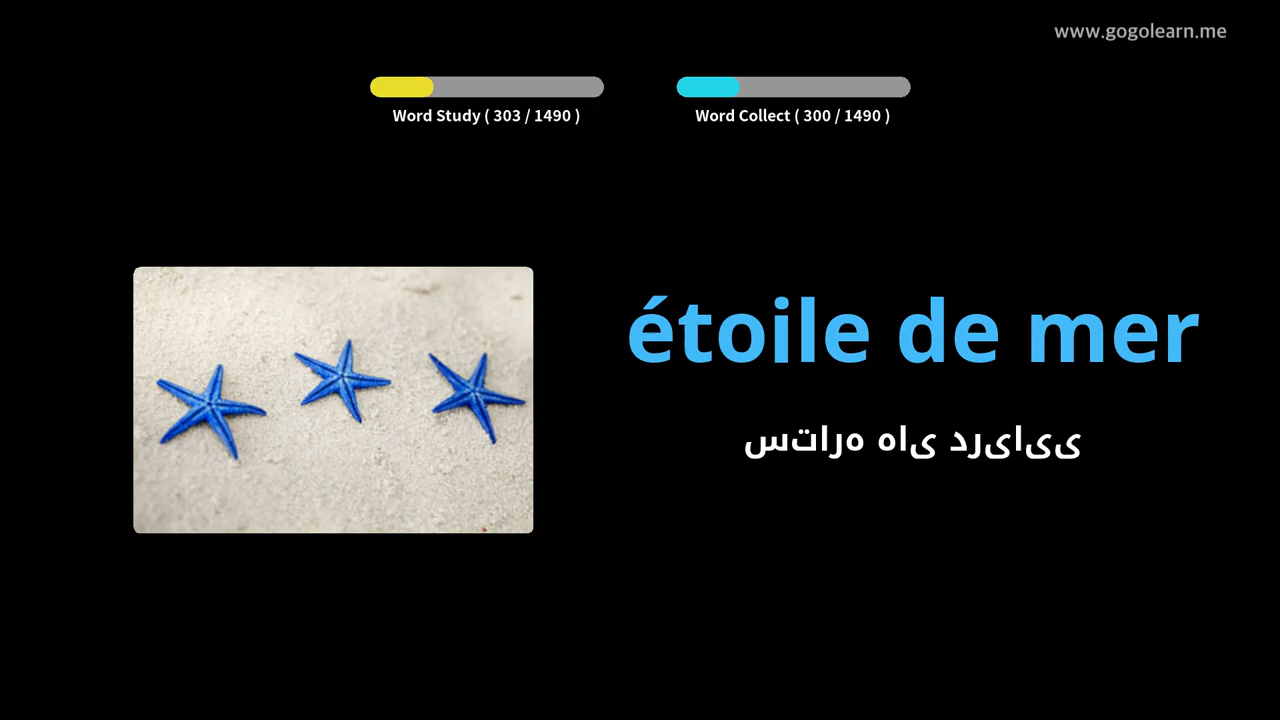 www.gogolearn.me
Word Study ( 303 / 1490 )
Word Collect ( 300 / 1490 )
étoile de mer
ستاره های دریایی